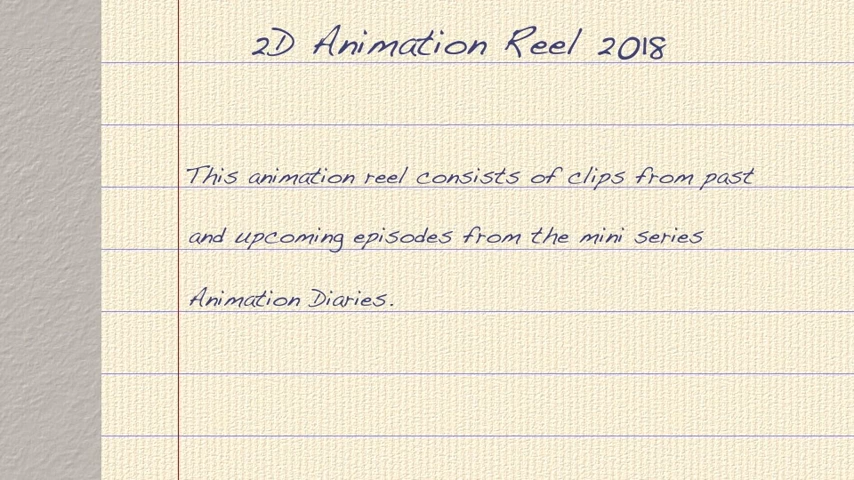 2D Animation Reel 2018
This animation reel consists of clips from past
and upcoming episodes from the mini series
Animation Diaries.